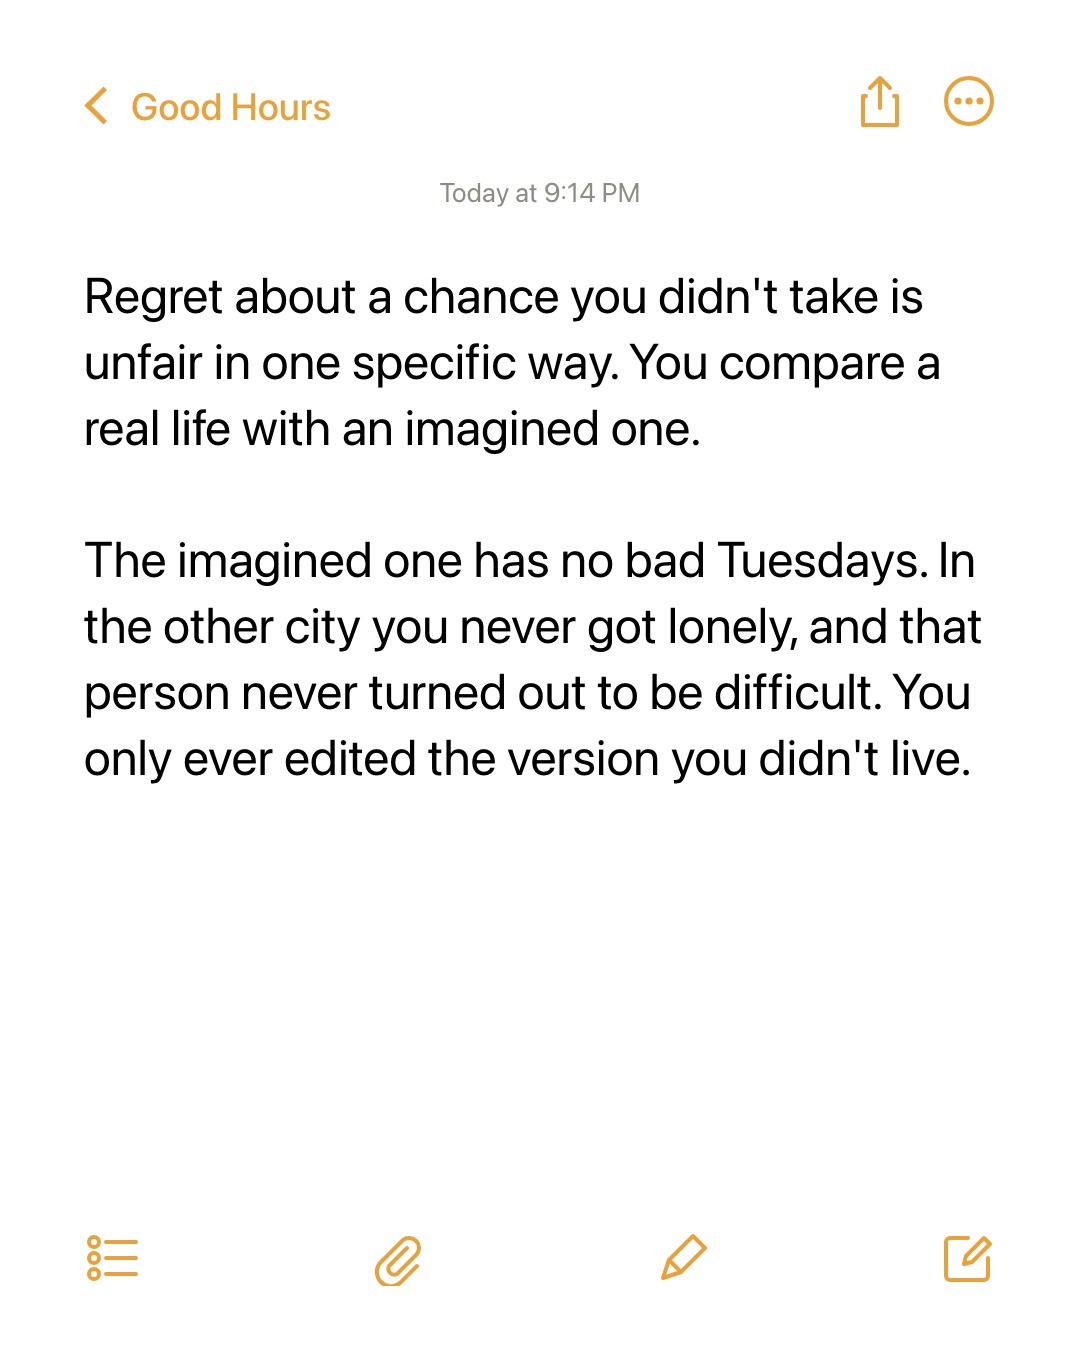 Good Hours
Today at 9:14 PM
Regret about a chance you didn't take is
unfair in one specific way. You compare a
real life with an imagined one.
The imagined one has no bad Tuesdays. In
the other city you never got lonely, and that
person never turned out to be difficult. You
only ever edited the version you didn't live.